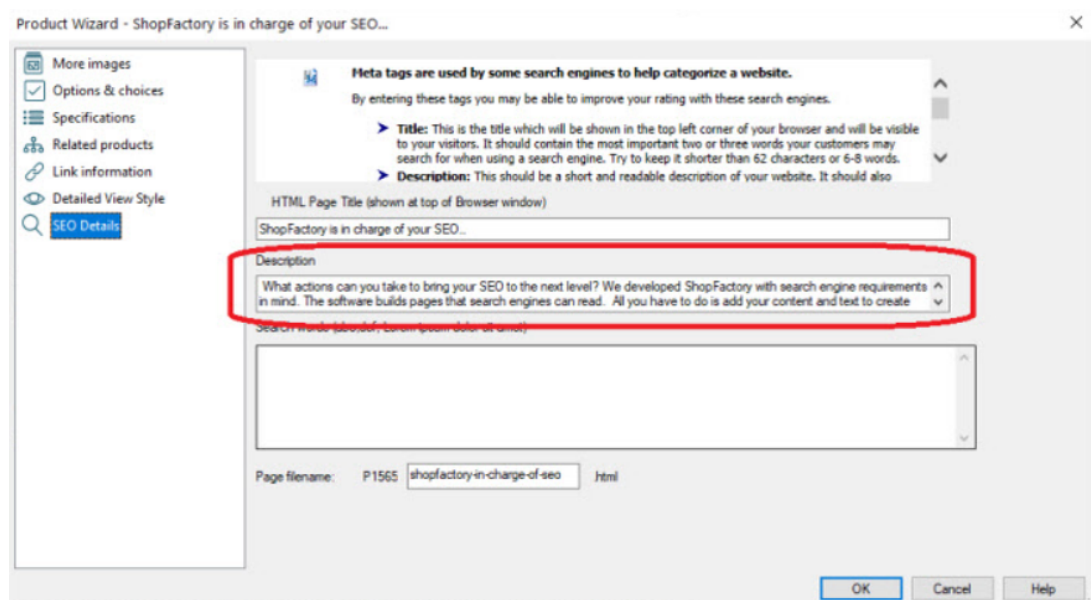 Product Wizard - ShopFactory is in charge of your SEO...
More images
Options & choices
Specifications
Related products
Link information
Detailed View Style
SEO Details
Meta tags are used by some search engines to help categorize a website.
By entering these tags you may be able to improve your rating with these search engines.
Title: This is the title which will be shown in the top left corner of your browser and will be visible
to your visitors. It should contain the most important two or three words your customers may
search for when using a search engine. Try to keep it shorter than 62 characters or 6-8 words.
Description: This should be a short and readable description of your website. It should also
HTML Page Title (shown at top of Browser window)
ShopFactory is in charge of your SEO...
Description
What actions can you take to bring your SEO to the next level? We developed ShopFactory with search engine requirements
in mind. The software builds pages that search engines can read. All you have to do is add your content and text to create
Search words (abc,def, Lorem ipsum dolor sit amet)
Page filename: P1565 shopfactory-in-charge-of-seo .html
OK Cancel Help